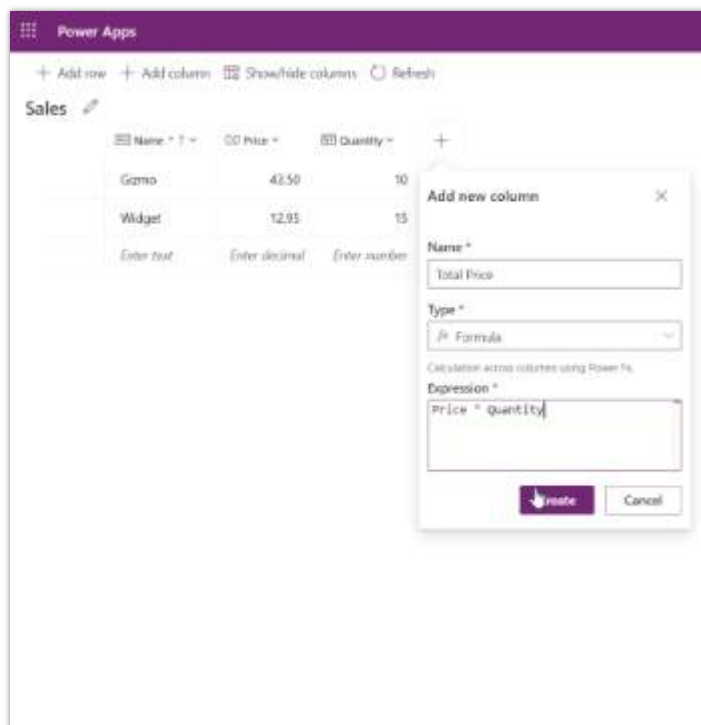 Power Apps
+ Add row + Add column Show/hide columns Refresh
Sales
Name * ↑ Price Quantity +
Gizmo 43.50 10
Widget 12.95 15
Enter text Enter decimal Enter number
Add new column
Name *
Total Price
Type *
fx Formula
Calculation across columns using Power Fx.
Expression *
Price * Quantity
Create Cancel